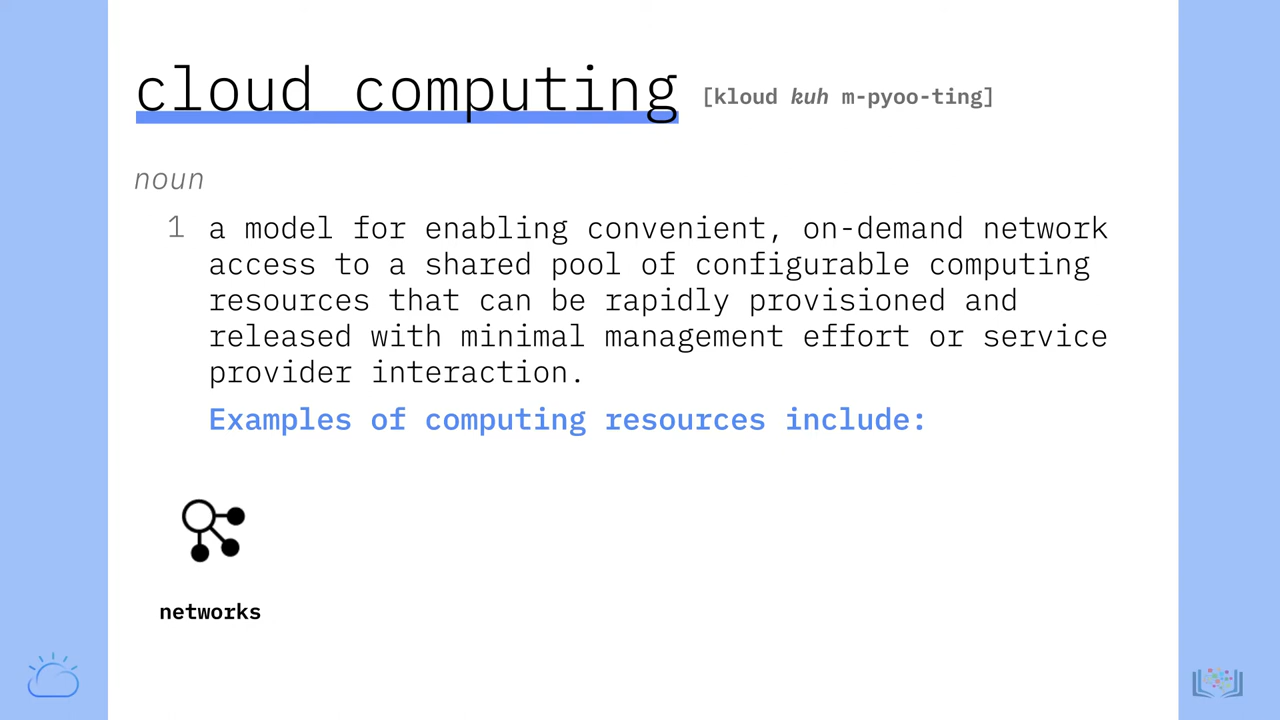 cloud computing [kloud kuh m-pyoo-ting]
noun
1 a model for enabling convenient, on-demand network
access to a shared pool of configurable computing
resources that can be rapidly provisioned and
released with minimal management effort or service
provider interaction.
Examples of computing resources include:
networks